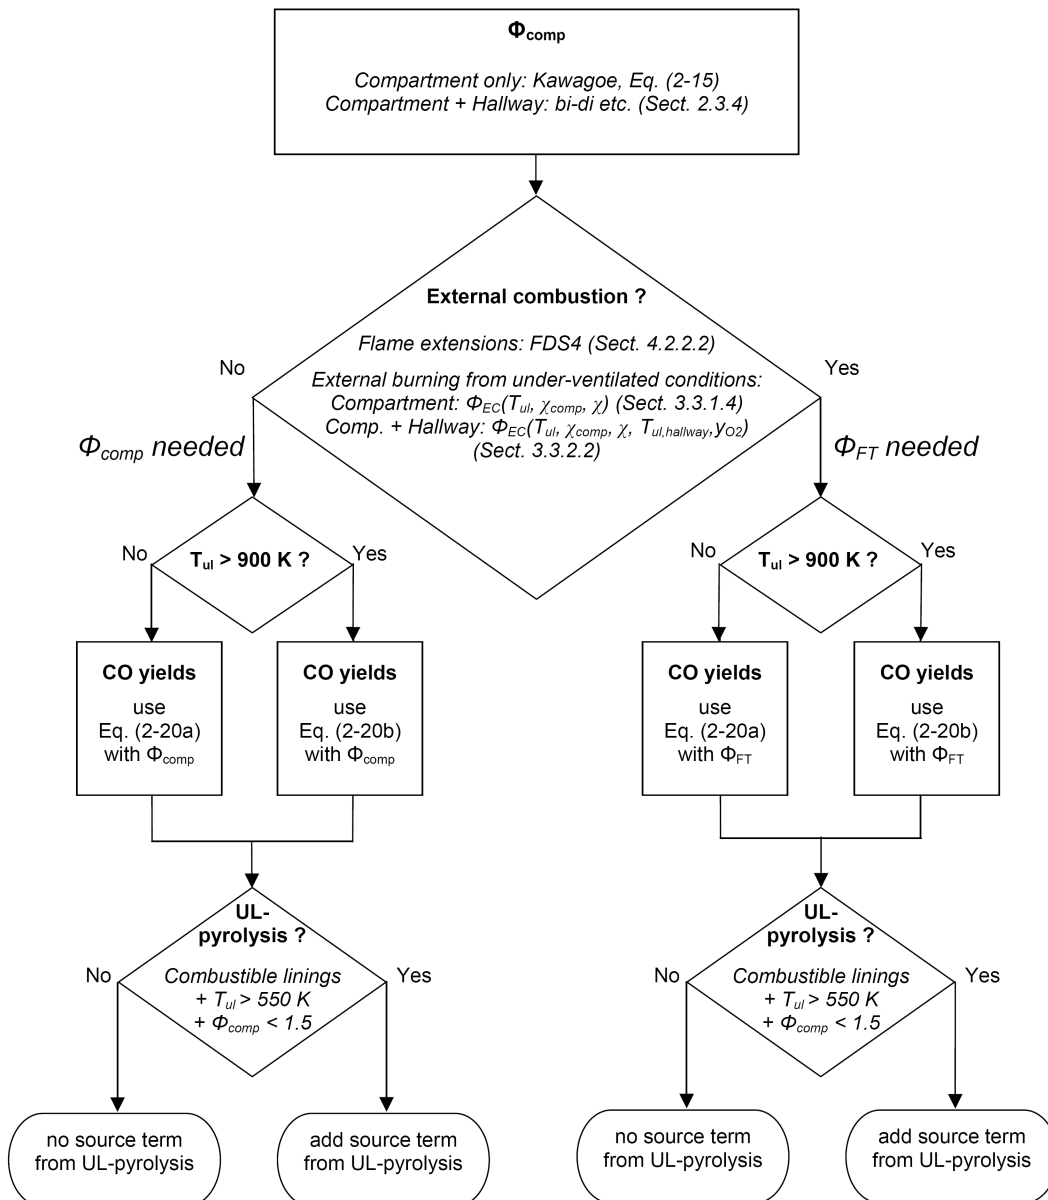 Φcomp
Compartment only: Kawagoe, Eq. (2-15)
Compartment + Hallway: bi-di etc. (Sect. 2.3.4)
External combustion ?
Flame extensions: FDS4 (Sect. 4.2.2.2)
No
Yes
External burning from under-ventilated conditions:
Compartment: ΦEC(Tul, χcomp, χ) (Sect. 3.3.1.4)
Comp. + Hallway: ΦEC(Tul, χcomp, χ, Tul,hallway,yO2)
(Sect. 3.3.2.2)
Φcomp needed
ΦFT needed
No
Tul > 900 K ?
Yes
No
Tul > 900 K ?
Yes
CO yields
use
Eq. (2-20a)
with Φcomp
CO yields
use
Eq. (2-20b)
with Φcomp
CO yields
use
Eq. (2-20a)
with ΦFT
CO yields
use
Eq. (2-20b)
with ΦFT
UL-
pyrolysis ?
No
Yes
Combustible linings
+ Tul > 550 K
+ Φcomp < 1.5
UL-
pyrolysis ?
No
Yes
Combustible linings
+ Tul > 550 K
+ Φcomp < 1.5
no source term
from UL-pyrolysis
add source term
from UL-pyrolysis
no source term
from UL-pyrolysis
add source term
from UL-pyrolysis